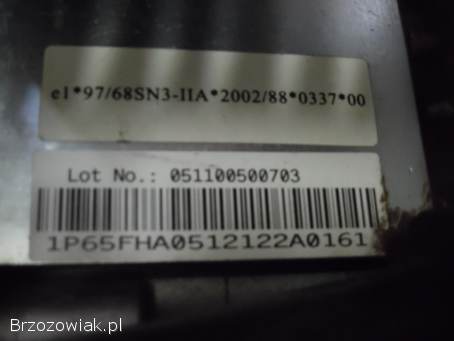 e1*97/68SN3-IIA*2002/88*0337*00
Lot No.: 051100500703
1P65FHA0512122A0161
Brzozowiak.pl